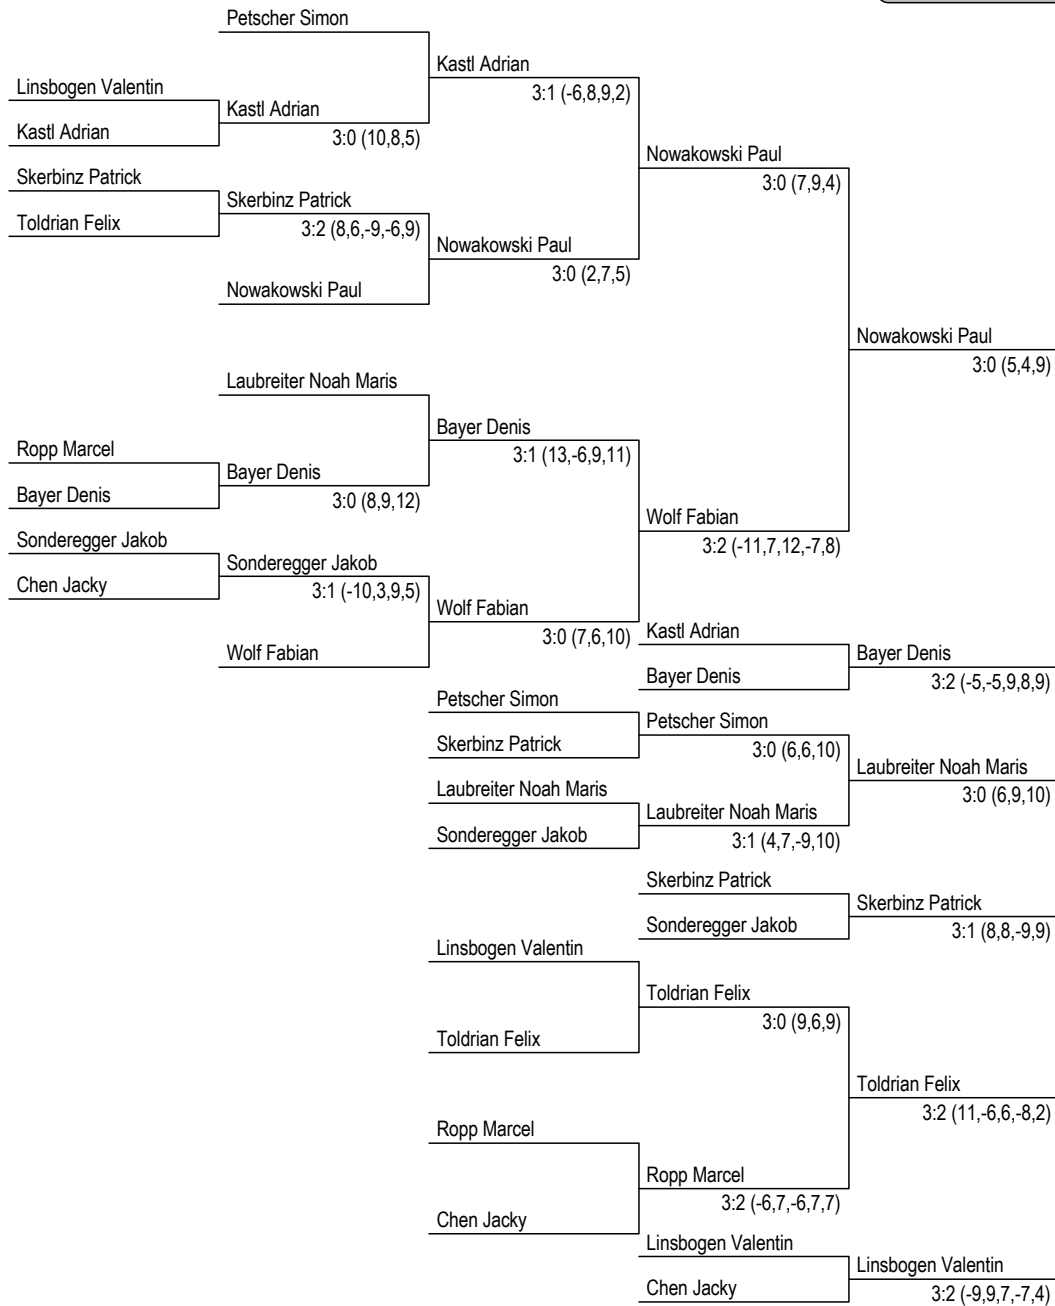 Petscher Simon
Kastl Adrian
3:1 (-6,8,9,2)
Linsbogen Valentin
Kastl Adrian
Kastl Adrian
3:0 (10,8,5)
Nowakowski Paul
3:0 (7,9,4)
Skerbinz Patrick
Skerbinz Patrick
Toldrian Felix
3:2 (8,6,-9,-6,9)
Nowakowski Paul
3:0 (2,7,5)
Nowakowski Paul
Nowakowski Paul
3:0 (5,4,9)
Laubreiter Noah Maris
Bayer Denis
3:1 (13,-6,9,11)
Ropp Marcel
Bayer Denis
Bayer Denis
3:0 (8,9,12)
Wolf Fabian
3:2 (-11,7,12,-7,8)
Sonderegger Jakob
Sonderegger Jakob
Chen Jacky
3:1 (-10,3,9,5)
Wolf Fabian
3:0 (7,6,10)
Kastl Adrian
Wolf Fabian
Bayer Denis
Bayer Denis
3:2 (-5,-5,9,8,9)
Petscher Simon
Petscher Simon
Skerbinz Patrick
3:0 (6,6,10)
Laubreiter Noah Maris
3:0 (6,9,10)
Laubreiter Noah Maris
Laubreiter Noah Maris
Sonderegger Jakob
3:1 (4,7,-9,10)
Skerbinz Patrick
Skerbinz Patrick
Sonderegger Jakob
3:1 (8,8,-9,9)
Linsbogen Valentin
Toldrian Felix
3:0 (9,6,9)
Toldrian Felix
Toldrian Felix
3:2 (11,-6,6,-8,2)
Ropp Marcel
Ropp Marcel
3:2 (-6,7,-6,7,7)
Chen Jacky
Linsbogen Valentin
Linsbogen Valentin
Chen Jacky
3:2 (-9,9,7,-7,4)